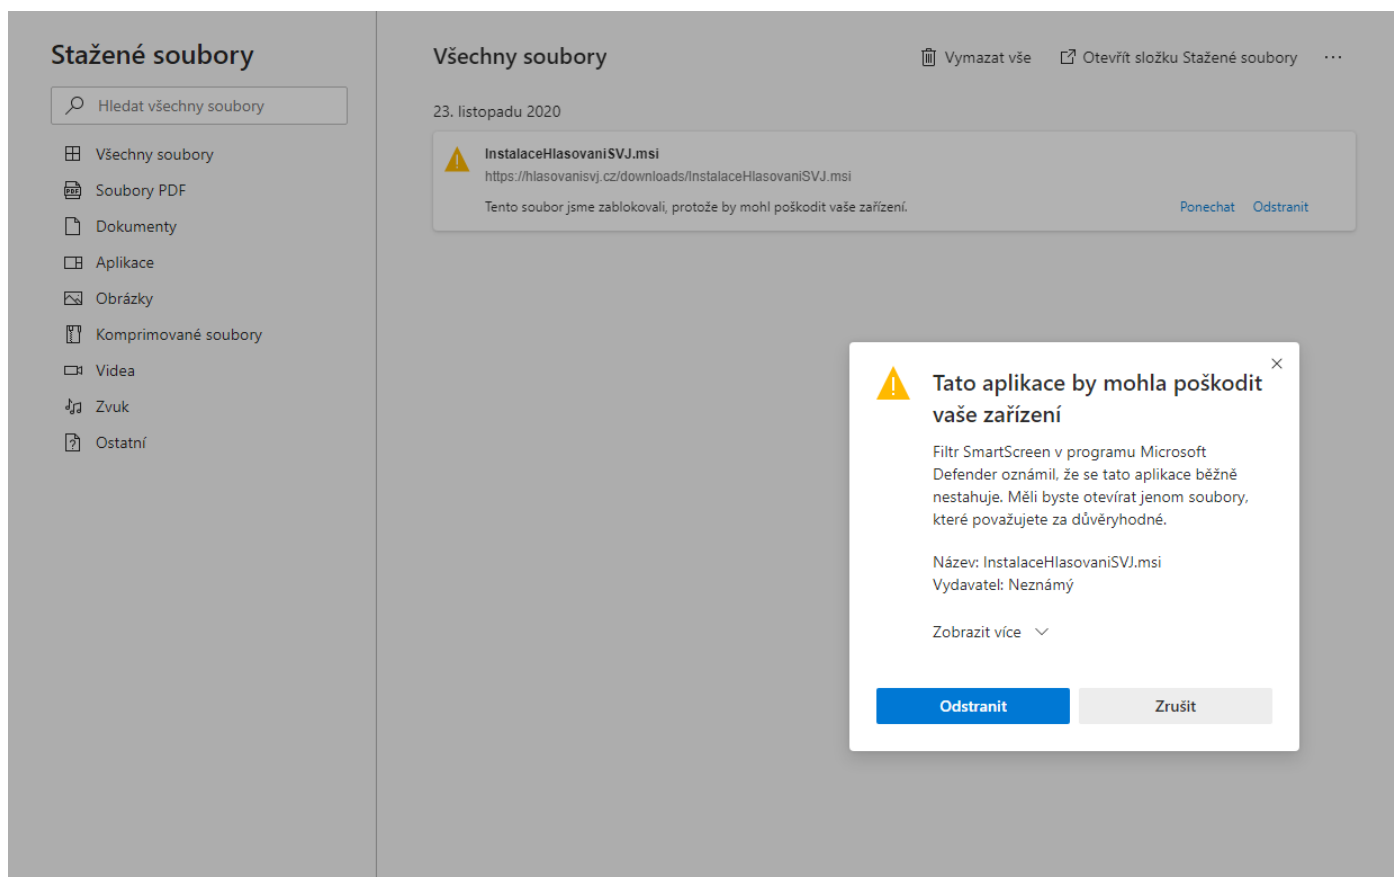 Stažené soubory
Hledat všechny soubory
Všechny soubory
Soubory PDF
Dokumenty
Aplikace
Obrázky
Komprimované soubory
Videa
Zvuk
Ostatní
Všechny soubory
Vymazat vše
Otevřít složku Stažené soubory
23. listopadu 2020
InstalaceHlasovaniSVJ.msi
https://hlasovanisvj.cz/downloads/InstalaceHlasovaniSVJ.msi
Tento soubor jsme zablokovali, protože by mohl poškodit vaše zařízení.
Ponechat Odstranit
Tato aplikace by mohla poškodit
vaše zařízení
Filtr SmartScreen v programu Microsoft
Defender oznámil, že se tato aplikace běžně
nestahuje. Měli byste otevírat jenom soubory,
které považujete za důvěryhodné.
Název: InstalaceHlasovaniSVJ.msi
Vydavatel: Neznámý
Zobrazit více
Odstranit
Zrušit